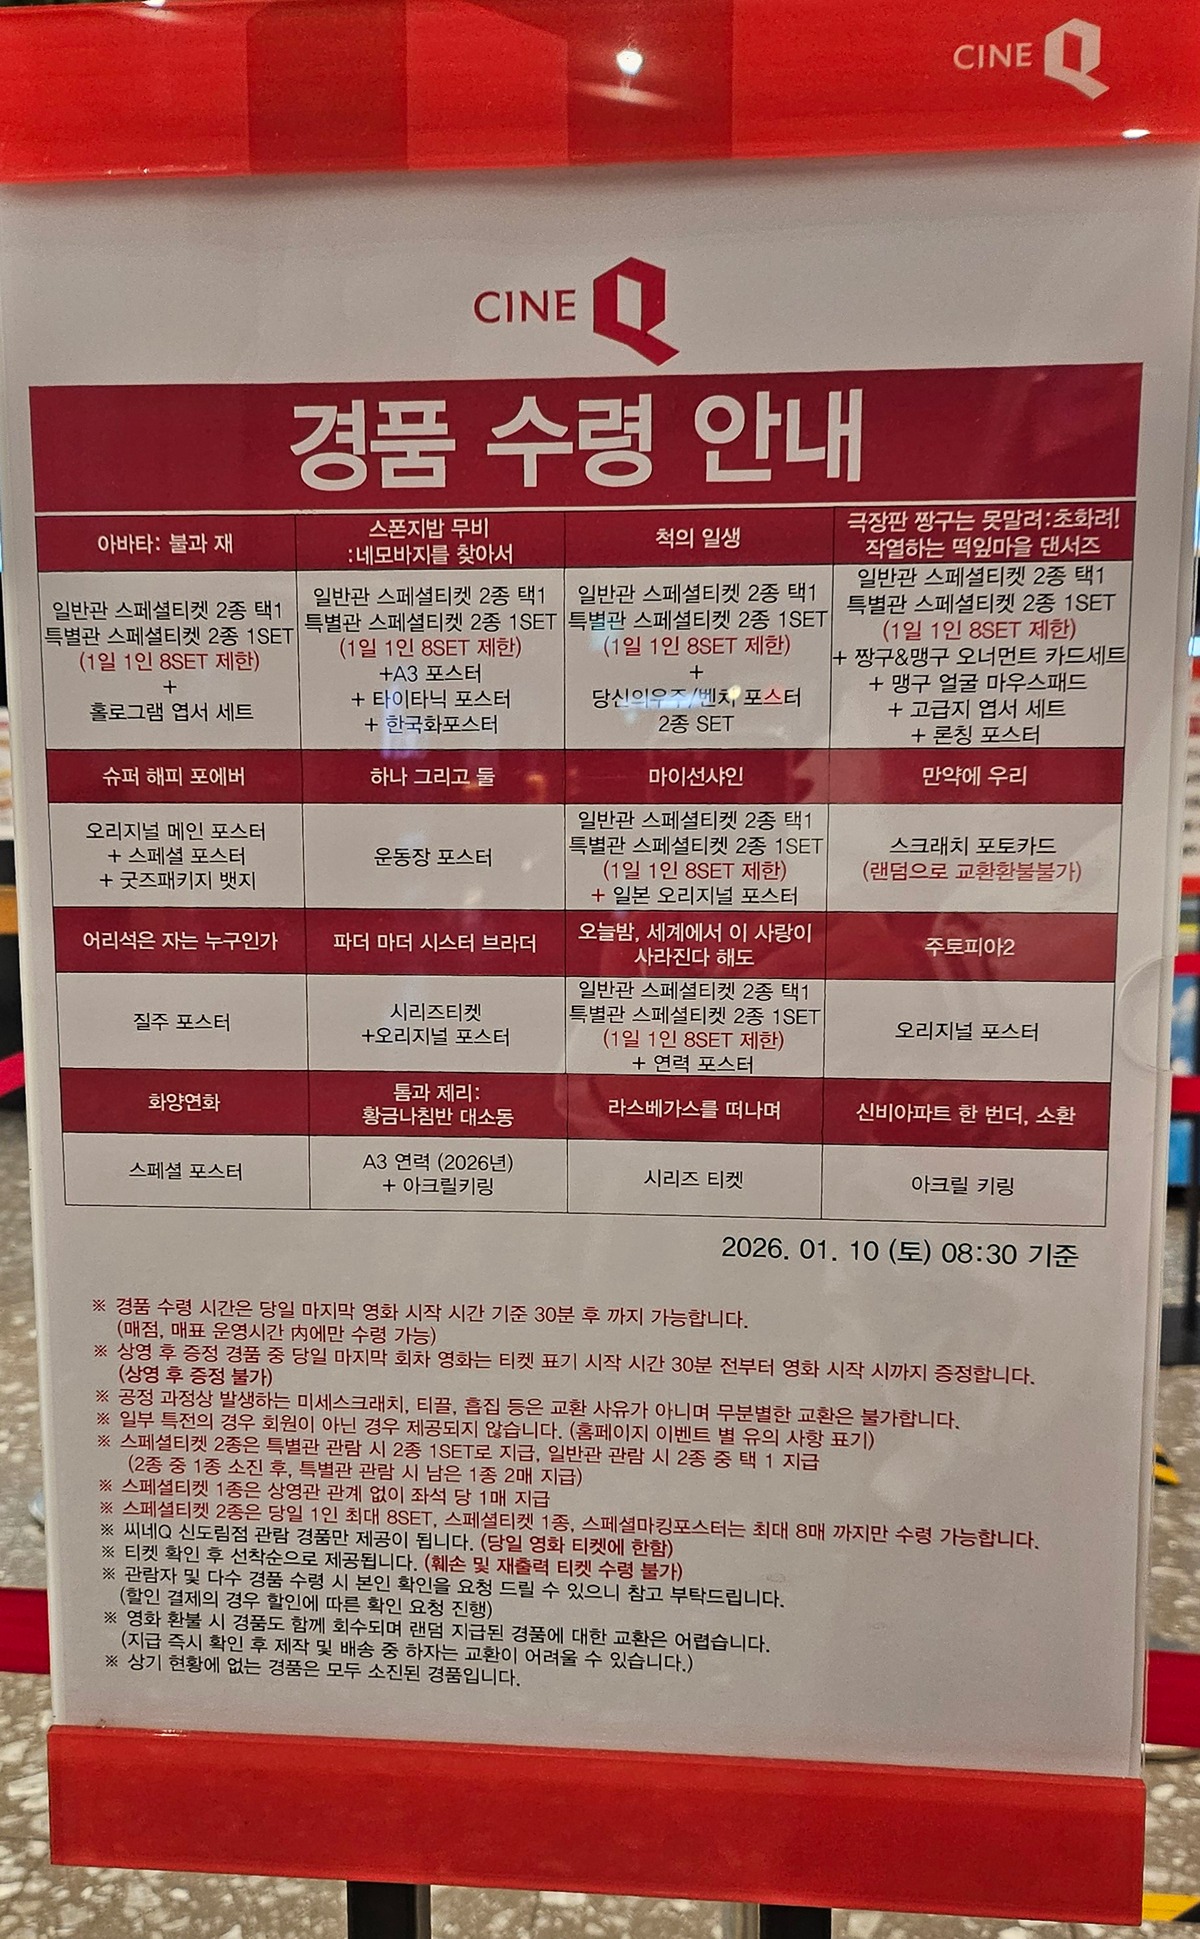 CINE Q
CINE Q
경품 수령 안내
아바타: 불과 재
스폰지밥 무비
:네모바지를 찾아서
척의 일생
극장판 짱구는 못말려:초화려!
작열하는 떡잎마을 댄서즈
일반관 스페셜티켓 2종 택1
특별관 스페셜티켓 2종 1SET
(1일 1인 8SET 제한)
+
홀로그램 엽서 세트
일반관 스페셜티켓 2종 택1
특별관 스페셜티켓 2종 1SET
(1일 1인 8SET 제한)
+A3 포스터
+ 타이타닉 포스터
+ 한국화포스터
일반관 스페셜티켓 2종 택1
특별관 스페셜티켓 2종 1SET
(1일 1인 8SET 제한)
+
당신의우주/벤치 포스터
2종 SET
일반관 스페셜티켓 2종 택1
특별관 스페셜티켓 2종 1SET
(1일 1인 8SET 제한)
+ 짱구&맹구 오너먼트 카드세트
+ 맹구 얼굴 마우스패드
+ 고급지 엽서 세트
+ 론칭 포스터
슈퍼 해피 포에버
하나 그리고 둘
마이선샤인
만약에 우리
오리지널 메인 포스터
+ 스페셜 포스터
+ 굿즈패키지 뱃지
운동장 포스터
일반관 스페셜티켓 2종 택1
특별관 스페셜티켓 2종 1SET
(1일 1인 8SET 제한)
+ 일본 오리지널 포스터
스크래치 포토카드
(랜덤으로 교환환불불가)
어리석은 자는 누구인가
파더 마더 시스터 브라더
오늘밤, 세계에서 이 사랑이
사라진다 해도
주토피아2
질주 포스터
시리즈티켓
+오리지널 포스터
일반관 스페셜티켓 2종 택1
특별관 스페셜티켓 2종 1SET
(1일 1인 8SET 제한)
+ 연력 포스터
오리지널 포스터
화양연화
톰과 제리:
황금나침반 대소동
라스베가스를 떠나며
신비아파트 한 번더, 소환
스페셜 포스터
A3 연력 (2026년)
+ 아크릴키링
시리즈 티켓
아크릴 키링
2026. 01. 10 (토) 08:30 기준
※ 경품 수령 시간은 당일 마지막 영화 시작 시간 기준 30분 후 까지 가능합니다.
(매점, 매표 운영시간 內에만 수령 가능)
※ 상영 후 증정 경품 중 당일 마지막 회차 영화는 티켓 표기 시작 시간 30분 전부터 영화 시작 시까지 증정합니다.
(상영 후 증정 불가)
※ 공정 과정상 발생하는 미세스크래치, 티끌, 흠집 등은 교환 사유가 아니며 무분별한 교환은 불가합니다.
※ 일부 특전의 경우 회원이 아닌 경우 제공되지 않습니다. (홈페이지 이벤트 별 유의 사항 표기)
※ 스페셜티켓 2종은 특별관 관람 시 2종 1SET로 지급, 일반관 관람 시 2종 중 택 1 지급
(2종 중 1종 소진 후, 특별관 관람 시 남은 1종 2매 지급)
※ 스페셜티켓 1종은 상영관 관계 없이 좌석 당 1매 지급
※ 스페셜티켓 2종은 당일 1인 최대 8SET, 스페셜티켓 1종, 스페셜마킹포스터는 최대 8매 까지만 수령 가능합니다.
※ 씨네Q 신도림점 관람 경품만 제공이 됩니다. (당일 영화 티켓에 한함)
※ 티켓 확인 후 선착순으로 제공됩니다. (훼손 및 재출력 티켓 수령 불가)
※ 관람자 및 다수 경품 수령 시 본인 확인을 요청 드릴 수 있으니 참고 부탁드립니다.
(할인 결제의 경우 할인에 따른 확인 요청 진행)
※ 영화 환불 시 경품도 함께 회수되며 랜덤 지급된 경품에 대한 교환은 어렵습니다.
(지급 즉시 확인 후 제작 및 배송 중 하자는 교환이 어려울 수 있습니다.)
※ 상기 현황에 없는 경품은 모두 소진된 경품입니다.